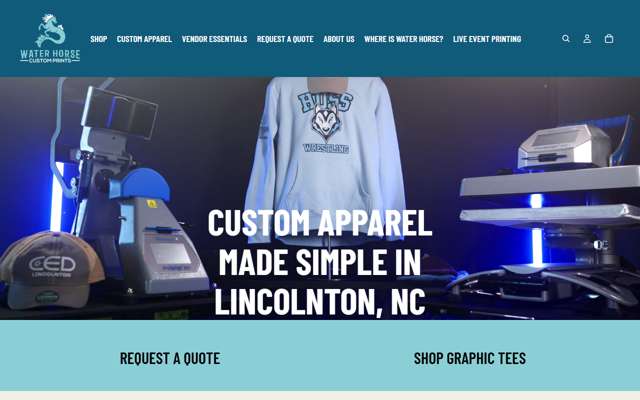 WATER HORSE
CUSTOM PRINTS
SHOP
CUSTOM APPAREL
VENDOR ESSENTIALS
REQUEST A QUOTE
ABOUT US
WHERE IS WATER HORSE?
LIVE EVENT PRINTING
HUSS
WRESTLING
CED
LINCOLNTON
CUSTOM APPAREL
MADE SIMPLE IN
LINCOLNTON, NC
REQUEST A QUOTE
SHOP GRAPHIC TEES